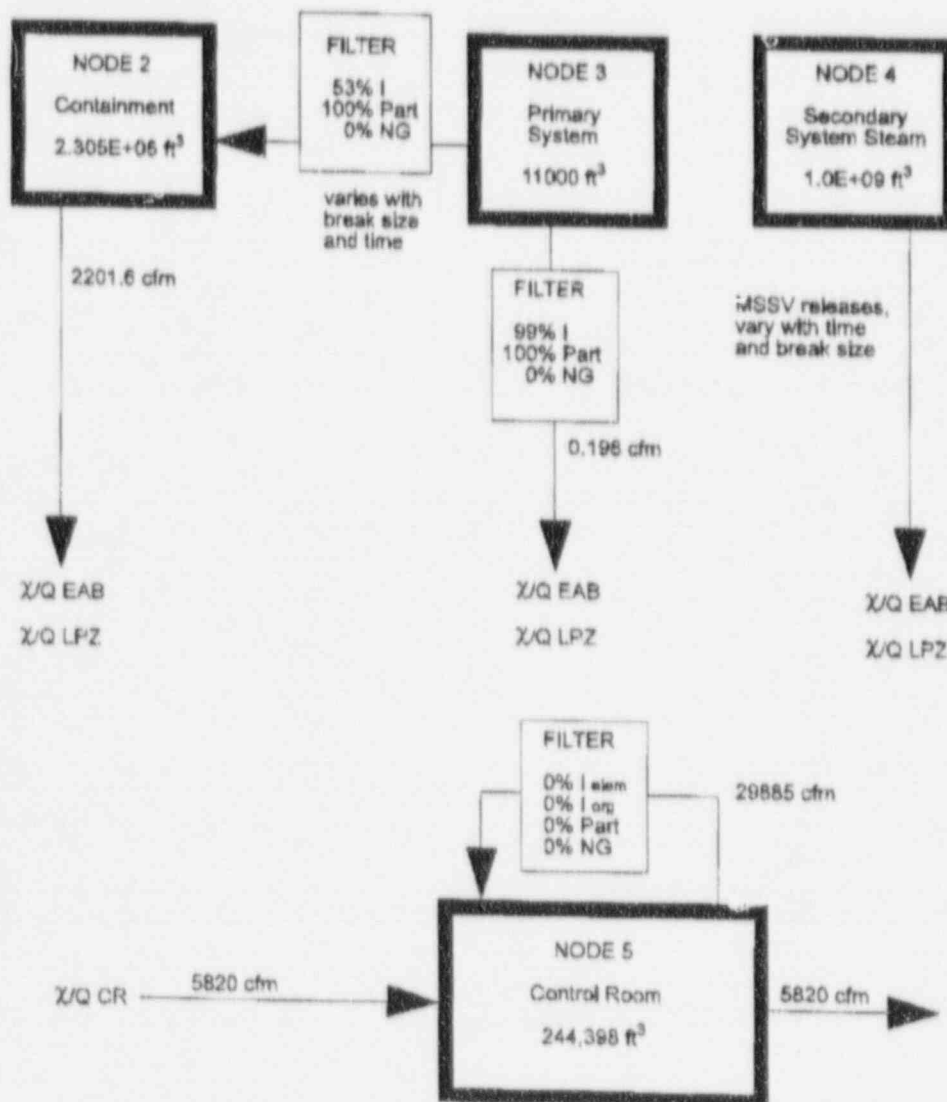 NODE 2
Containment
2.305E+06 ft³
FILTER
53% I
100% Part
0% NG
varies with
break size
and time
NODE 3
Primary
System
11000 ft³
NODE 4
Secondary
System Steam
1.0E+09 ft³
2201.6 cfm
FILTER
99% I
100% Part
0% NG
0.196 cfm
MSSV releases,
vary with time
and break size
χ/Q EAB
χ/Q LPZ
χ/Q EAB
χ/Q LPZ
χ/Q EAB
χ/Q LPZ
FILTER
0% I elem
0% I org
0% Part
0% NG
29885 cfm
NODE 5
Control Room
244,398 ft³
χ/Q CR
5820 cfm
5820 cfm